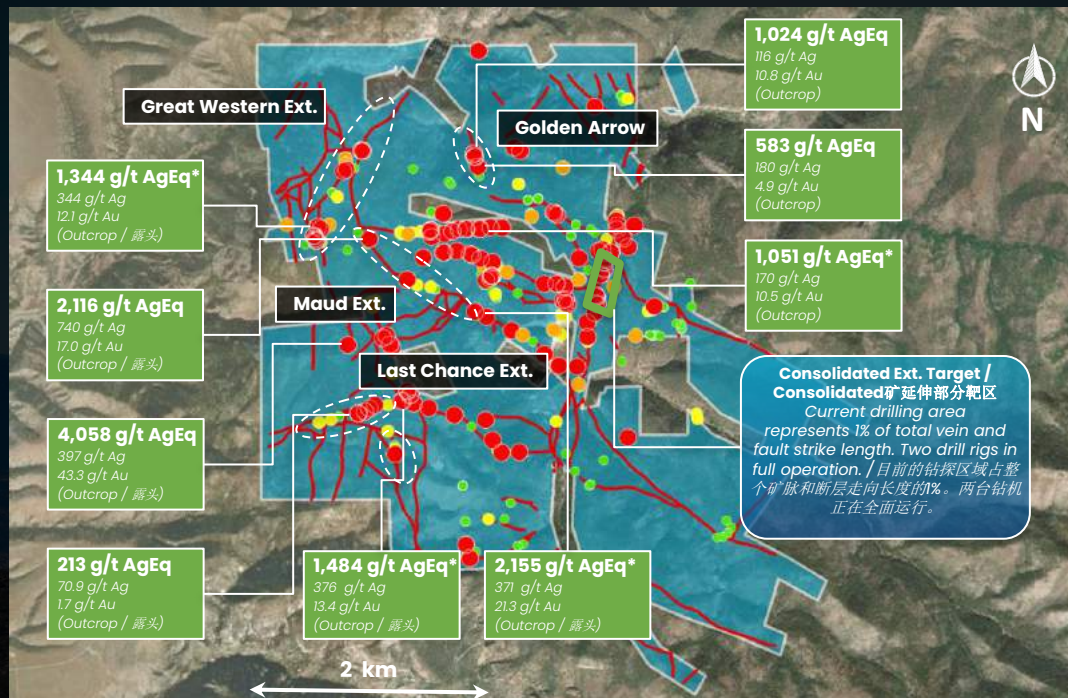 1,024 g/t AgEq
116 g/t Ag
10.8 g/t Au
(Outcrop)
N
Great Western Ext.
Golden Arrow
583 g/t AgEq
180 g/t Ag
4.9 g/t Au
(Outcrop)
1,344 g/t AgEq*
344 g/t Ag
12.1 g/t Au
(Outcrop / 露头)
1,051 g/t AgEq*
170 g/t Ag
10.5 g/t Au
(Outcrop)
2,116 g/t AgEq
740 g/t Ag
17.0 g/t Au
(Outcrop / 露头)
Maud Ext.
Last Chance Ext.
Consolidated Ext. Target /
Consolidated矿延伸部分靶区
Current drilling area
represents 1% of total vein and
fault strike length. Two drill rigs in
full operation. /目前的钻探区域占整
个矿脉和断层走向长度的1%。两台钻机
正在全面运行。
4,058 g/t AgEq
397 g/t Ag
43.3 g/t Au
(Outcrop / 露头)
213 g/t AgEq
70.9 g/t Ag
1.7 g/t Au
(Outcrop / 露头)
1,484 g/t AgEq*
376 g/t Ag
13.4 g/t Au
(Outcrop / 露头)
2,155 g/t AgEq*
371 g/t Ag
21.3 g/t Au
(Outcrop / 露头)
2 km